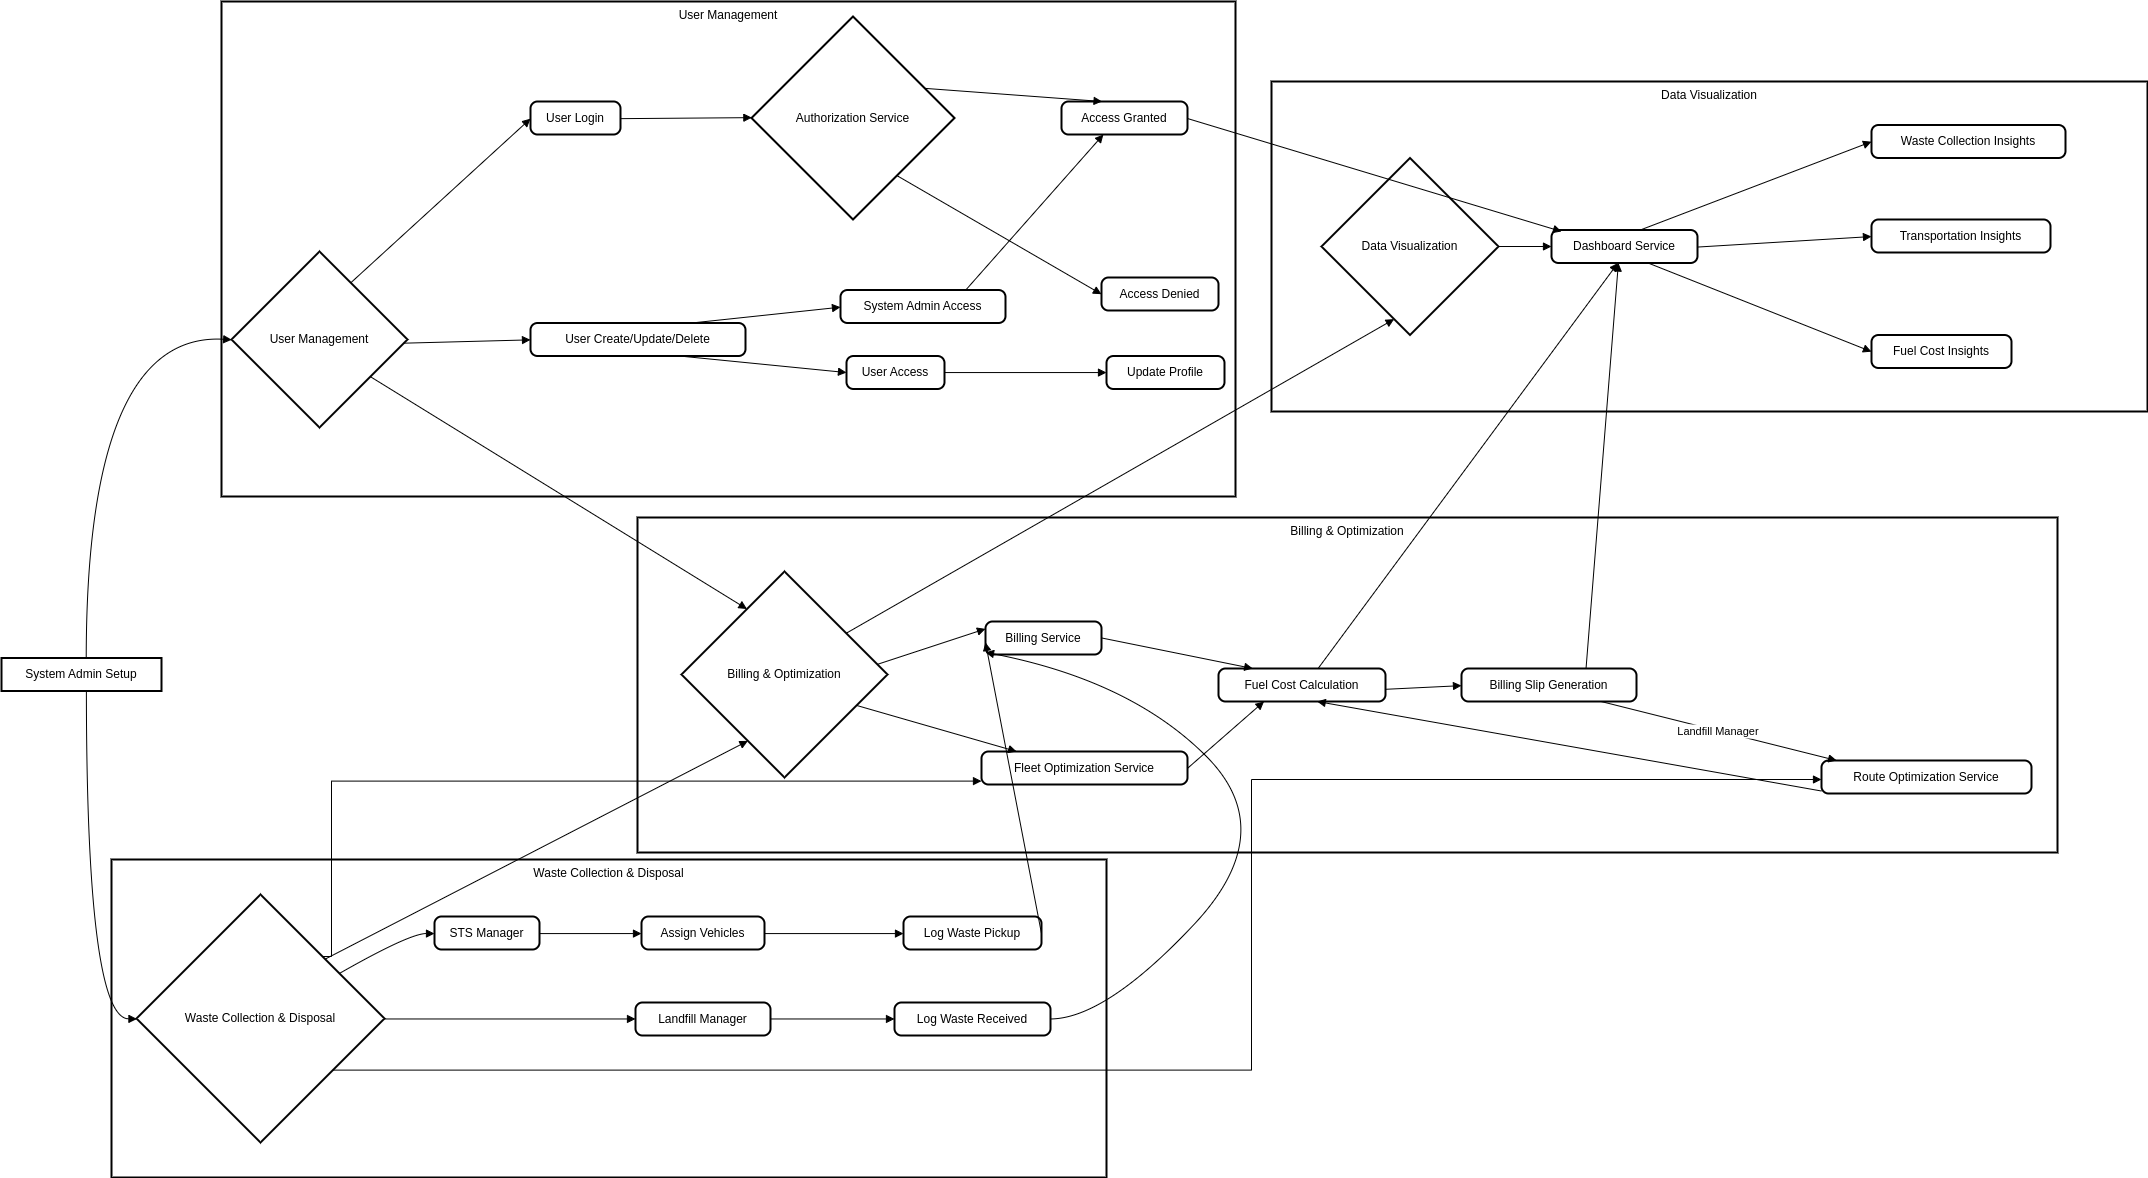 User Management
User Login
Authorization Service
Access Granted
User Management
User Create/Update/Delete
System Admin Access
Access Denied
User Access
Update Profile
Data Visualization
Data Visualization
Dashboard Service
Waste Collection Insights
Transportation Insights
Fuel Cost Insights
System Admin Setup
Billing & Optimization
Billing & Optimization
Billing Service
Fuel Cost Calculation
Billing Slip Generation
Landfill Manager
Fleet Optimization Service
Route Optimization Service
Waste Collection & Disposal
STS Manager
Assign Vehicles
Log Waste Pickup
Waste Collection & Disposal
Landfill Manager
Log Waste Received